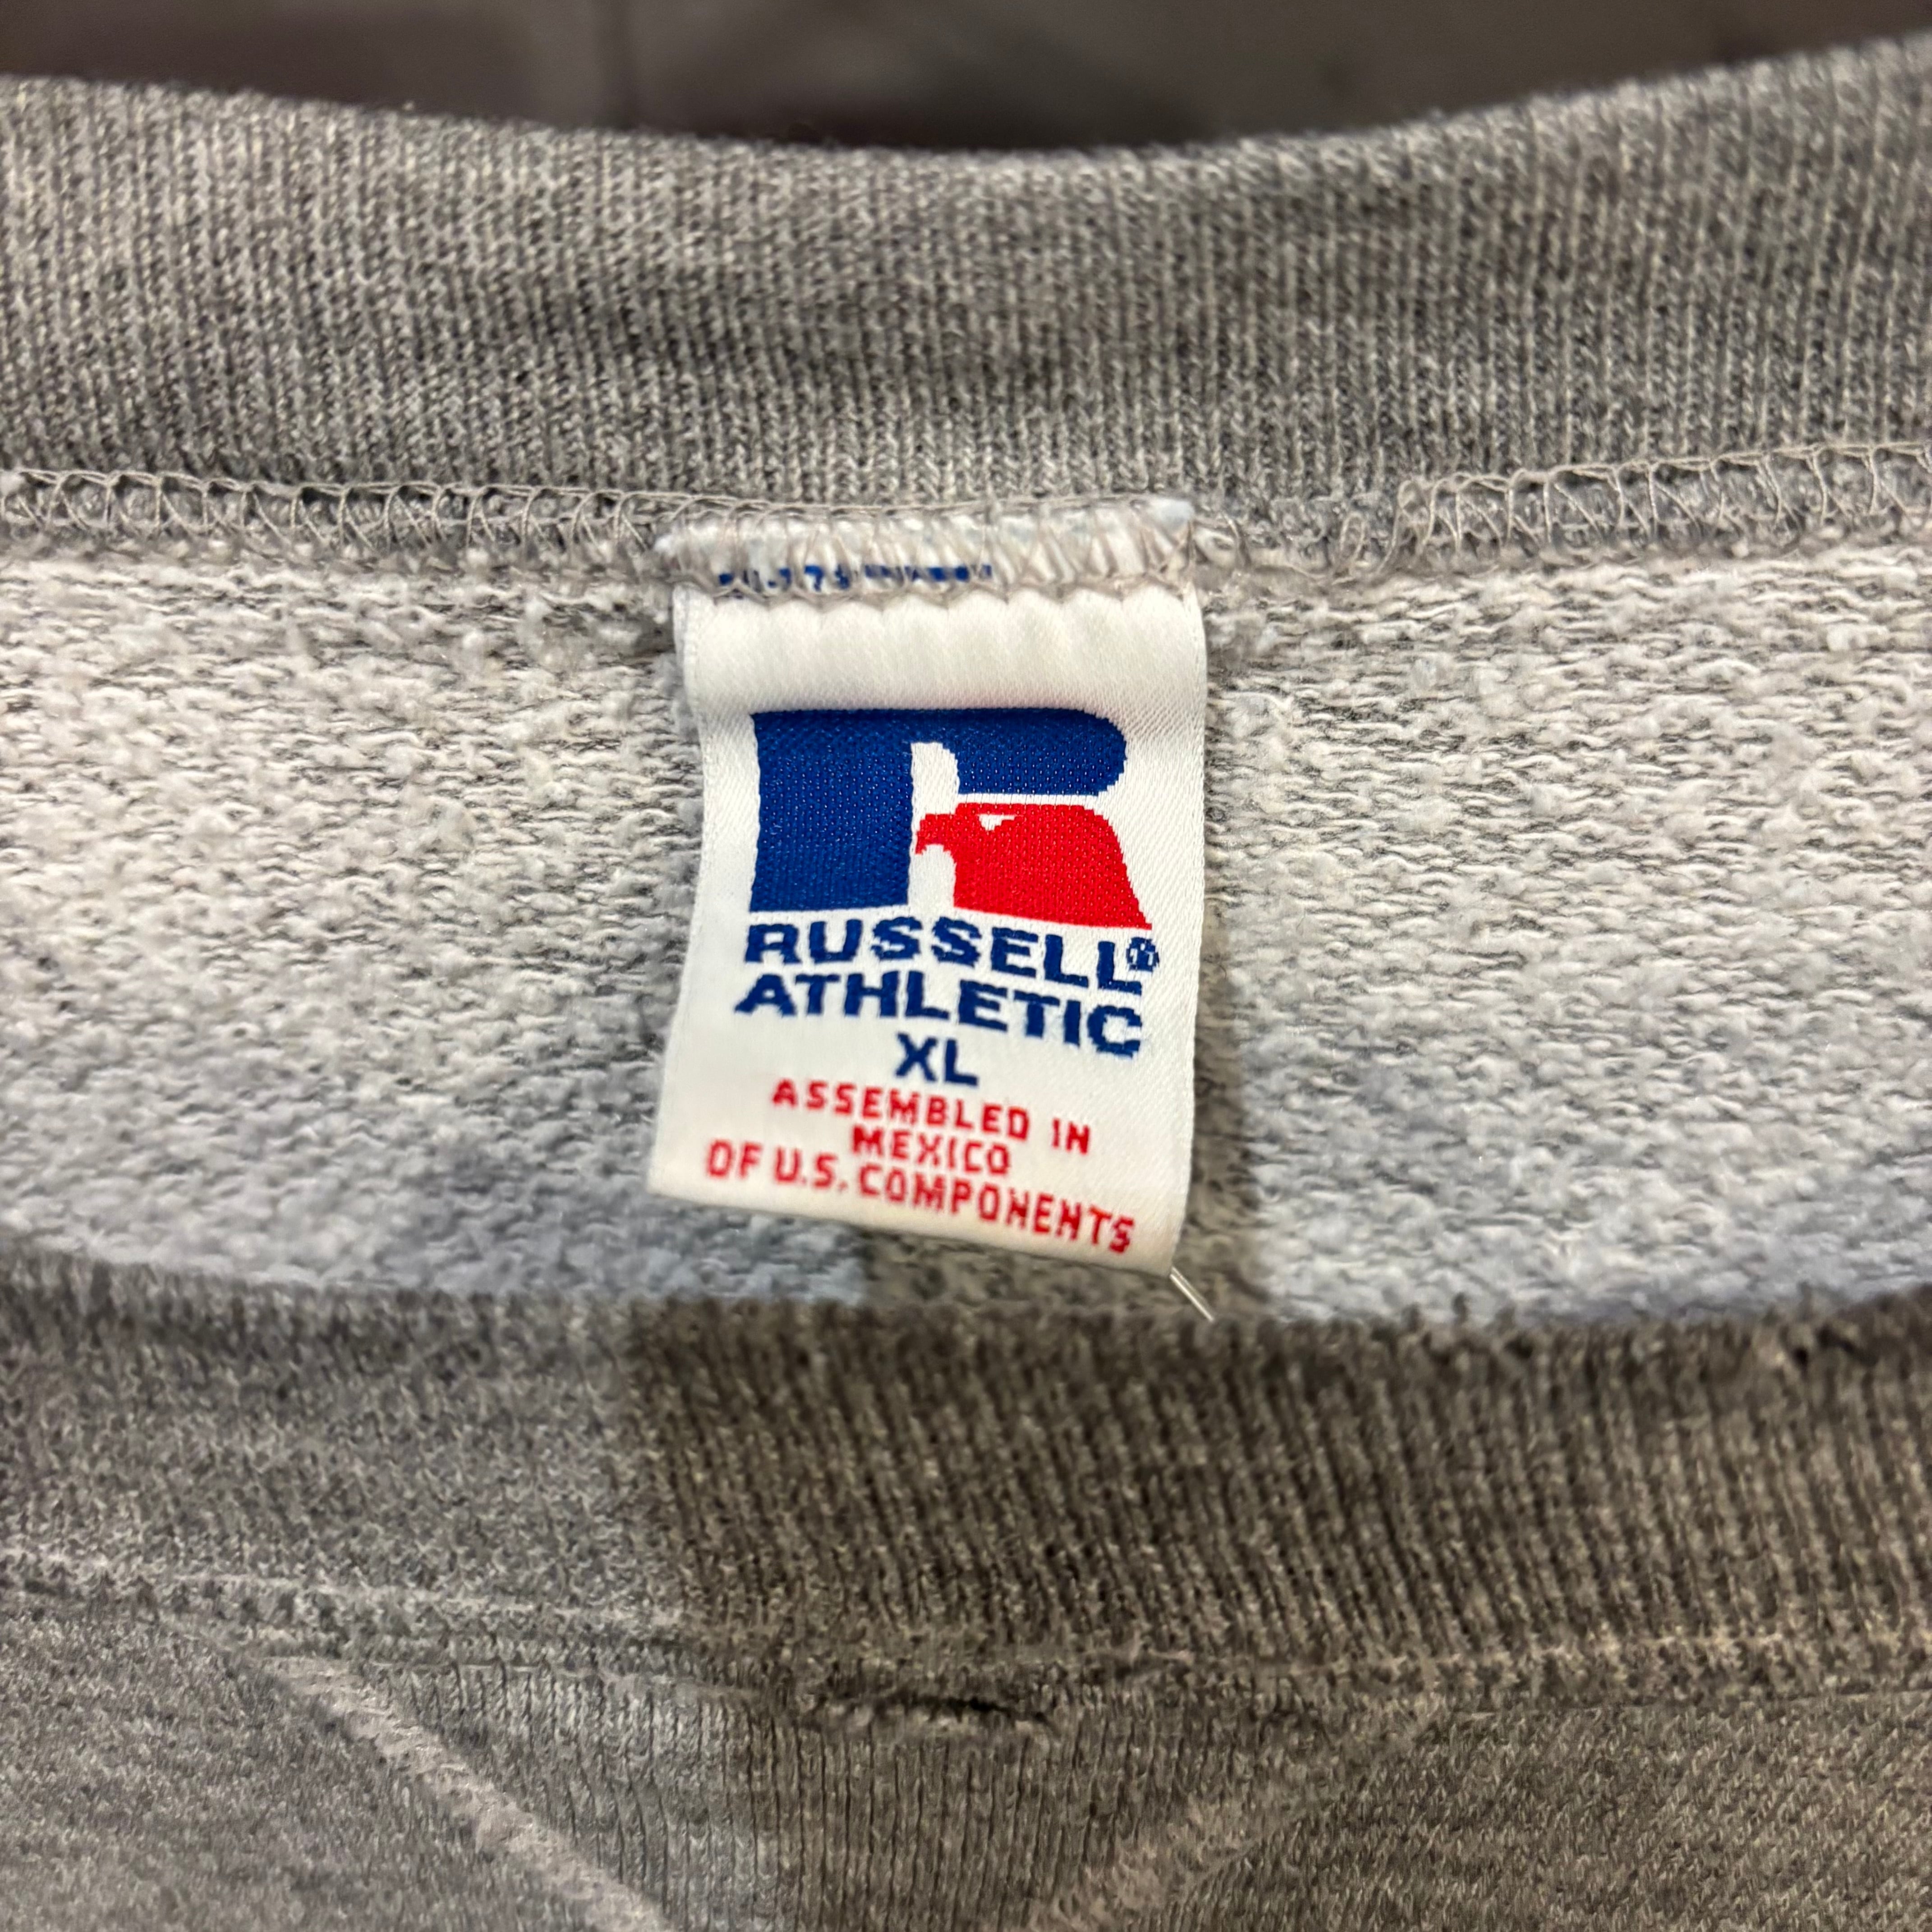 RUSSELL®
ATHLETIC
XL
ASSEMBLED IN
MEXICO
OF U.S. COMPONENTS